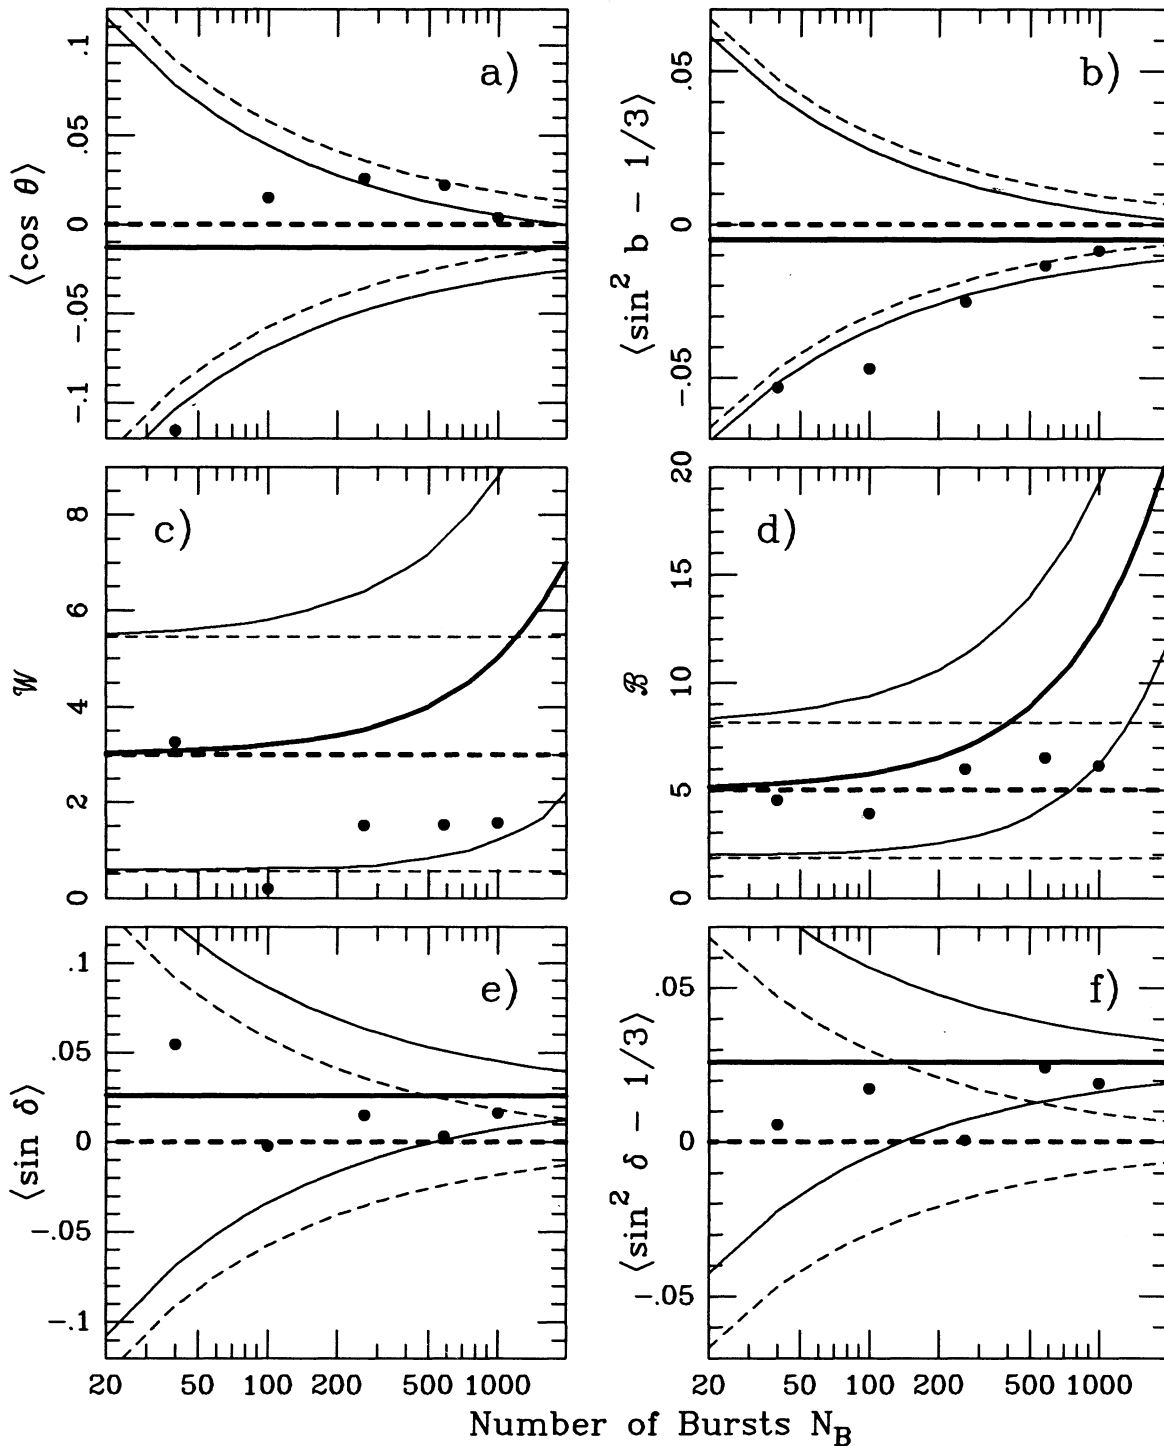 a)
.1
.05
0
-.05
-.1
⟨cos θ⟩
b)
.05
0
-.05
⟨sin² b - 1/3⟩
c)
8
6
4
2
0
𝒲
d)
20
15
10
5
0
ℬ
e)
.1
.05
0
-.05
-.1
⟨sin δ⟩
f)
.05
0
-.05
⟨sin² δ - 1/3⟩
20 50 100 200 500 1000
20 50 100 200 500 1000
Number of Bursts N_B